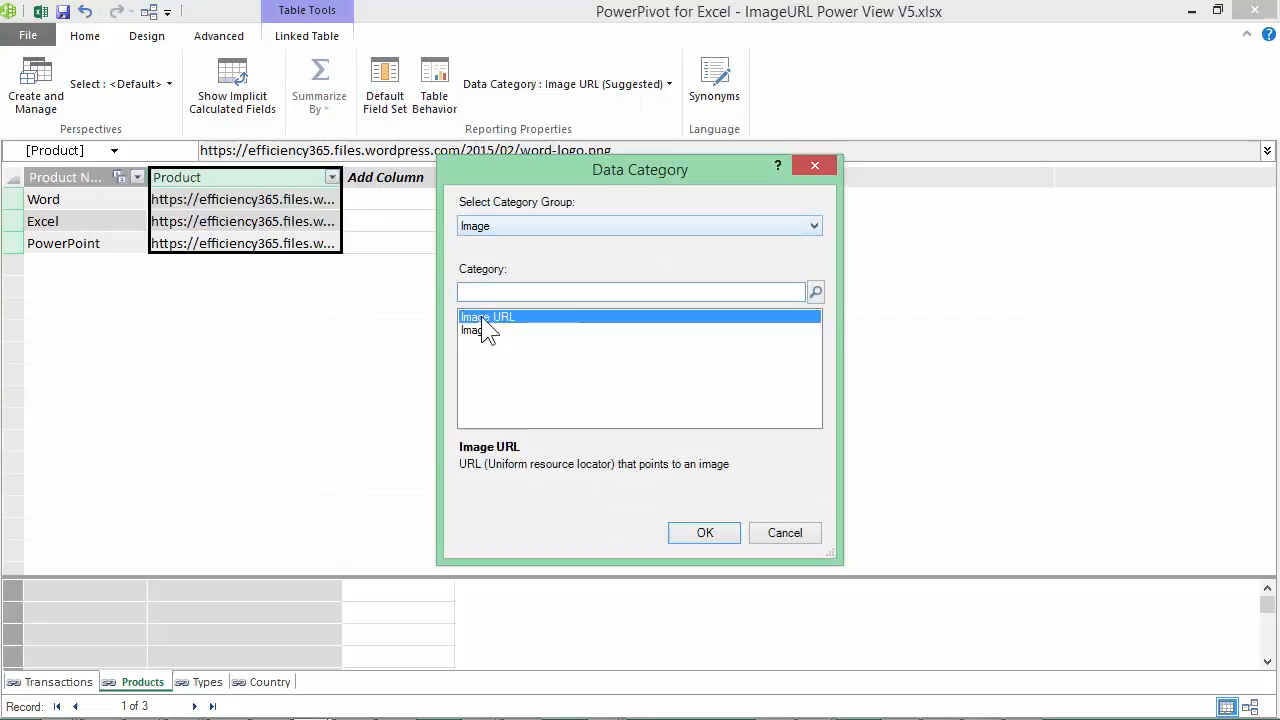 Table Tools
PowerPivot for Excel - ImageURL Power View V5.xlsx
File
Home
Design
Advanced
Linked Table
Create and
Manage
Select : <Default>
Perspectives
Show Implicit
Calculated Fields
Summarize
By
Default
Field Set
Table
Behavior
Data Category : Image URL (Suggested)
Reporting Properties
Synonyms
Language
[Product]
https://efficiency365.files.wordpress.com/2015/02/word-logo.png
Product N...
Product
Add Column
Word
https://efficiency365.files.w...
Excel
https://efficiency365.files.w...
PowerPoint
https://efficiency365.files.w...
Data Category
?
Select Category Group:
Image
Category:
Image URL
Image URL
URL (Uniform resource locator) that points to an image
OK
Cancel
Transactions
Products
Types
Country
Record:
1 of 3